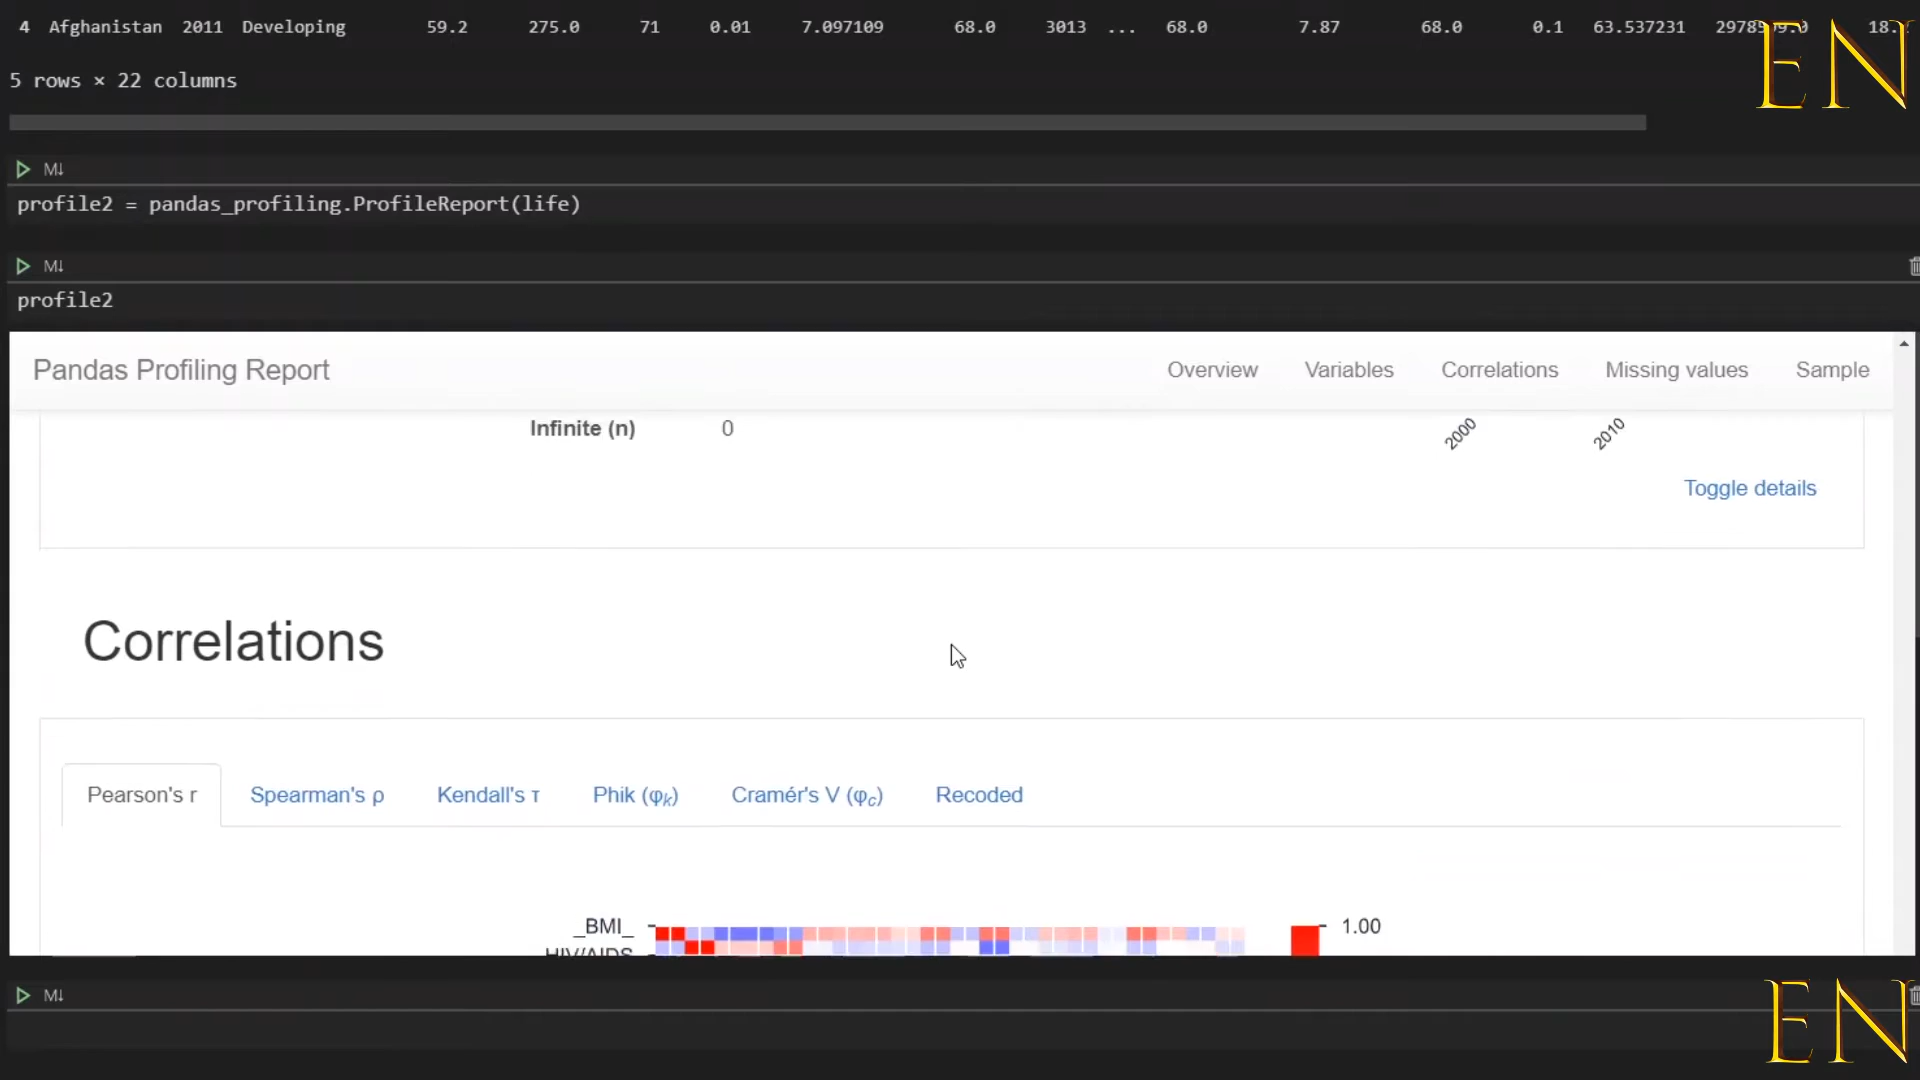 4 Afghanistan 2011 Developing 59.2 275.0 71 0.01 7.097109 68.0 3013 ... 68.0 7.87 68.0 0.1 63.537231
EN
5 rows × 22 columns
M↓
profile2 = pandas_profiling.ProfileReport(life)
M↓
profile2
Pandas Profiling Report Overview Variables Correlations Missing values Sample
Infinite (n) 0 2000 2010
Toggle details
Correlations
Pearson's r Spearman's ρ Kendall's τ Phik (φk) Cramér's V (φc) Recoded
_BMI_ 1.00
HIV/AIDS
M↓
EN